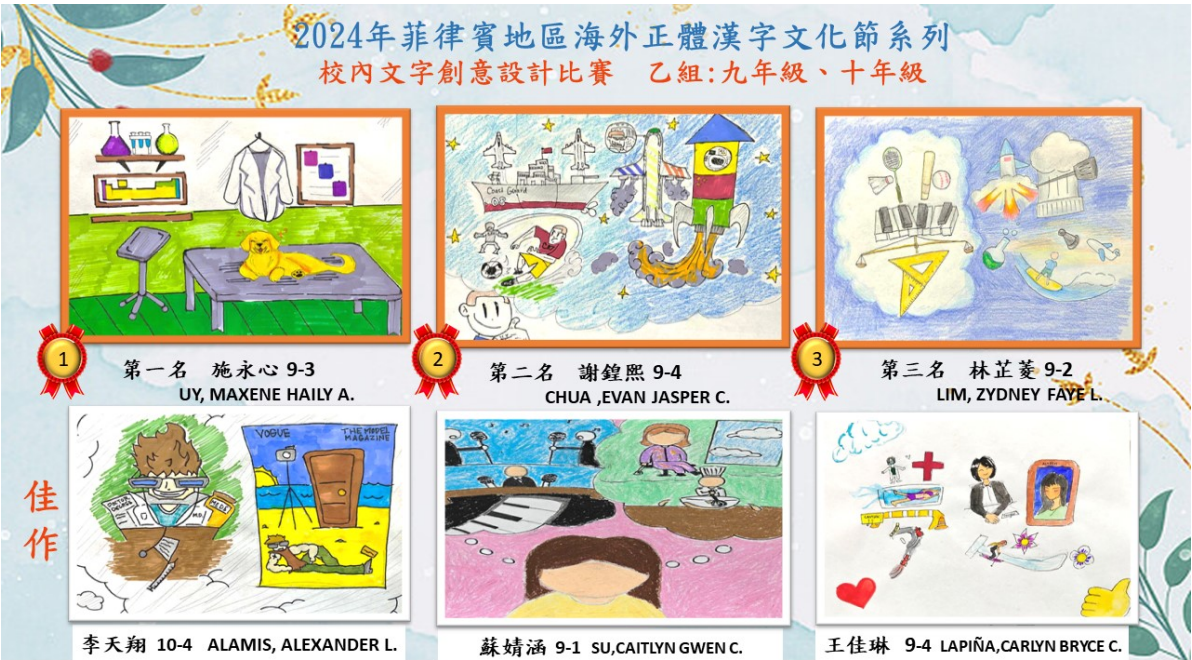 2024年菲律賓地區海外正體漢字文化節系列
校內文字創意設計比賽 乙組:九年級、十年級
Coast Guard
1
第一名 施永心 9-3
UY, MAXENE HAILY A.
2
第二名 謝鍠熙 9-4
CHUA ,EVAN JASPER C.
3
第三名 林芷菱 9-2
LIM, ZYDNEY FAYE L.
佳作
VOGUE
THE MODEL
MAGAZINE
M.D.
李天翔 10-4 ALAMIS, ALEXANDER L.
蘇婧涵 9-1 SU,CAITLYN GWEN C.
王佳琳 9-4 LAPIÑA,CARLYN BRYCE C.